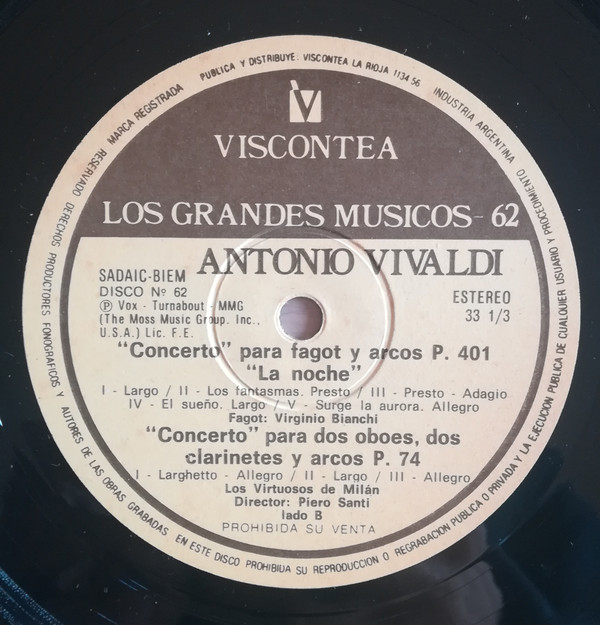 PUBLICA Y DISTRIBUYE: VISCONTEA LA RIOJA 1134 56 INDUSTRIA ARGENTINA
RESERVADO DERECHOS PRODUCTORES FONOGRAFICOS Y AUTORES DE LAS OBRAS GRABADAS EN ESTE DISCO PROHIBIDA SU REPRODUCCION O REGRABACION PUBLICA O PRIVADA Y LA EJECUCION PUBLICA DE CUALQUIER USUARIO Y PROCEDIMIENTO
MARCA REGISTRADA
V
VISCONTEA
LOS GRANDES MUSICOS - 62
ANTONIO VIVALDI
SADAIC-BIEM
DISCO Nº 62
℗ Vox - Turnabout - MMG
(The Moss Music Group. Inc.,
U.S.A.) Lic. F.E.
ESTEREO
33 1/3
"Concerto" para fagot y arcos P. 401
"La noche"
I - Largo / II - Los fantasmas. Presto / III - Presto - Adagio
IV - El sueño. Largo / V - Surge la aurora. Allegro
Fagot: Virginio Bianchi
"Concerto" para dos oboes, dos
clarinetes y arcos P. 74
I - Larghetto - Allegro / II - Largo / III - Allegro
Los Virtuosos de Milán
Director: Piero Santi
lado B
PROHIBIDA SU VENTA